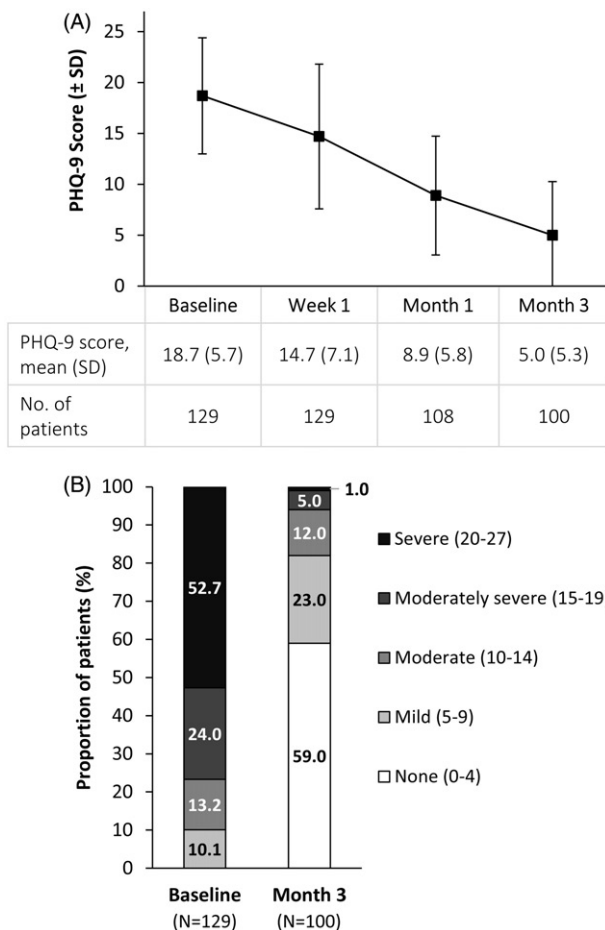 (A)
PHQ-9 Score (± SD)
25
20
15
10
5
0
Baseline Week 1 Month 1 Month 3
PHQ-9 score, mean (SD) 18.7 (5.7) 14.7 (7.1) 8.9 (5.8) 5.0 (5.3)
No. of patients 129 129 108 100
(B)
Proportion of patients (%)
100
90
80
70
60
50
40
30
20
10
0
52.7
24.0
13.2
10.1
1.0
5.0
12.0
23.0
59.0
Baseline
(N=129)
Month 3
(N=100)
Severe (20-27)
Moderately severe (15-19
Moderate (10-14)
Mild (5-9)
None (0-4)